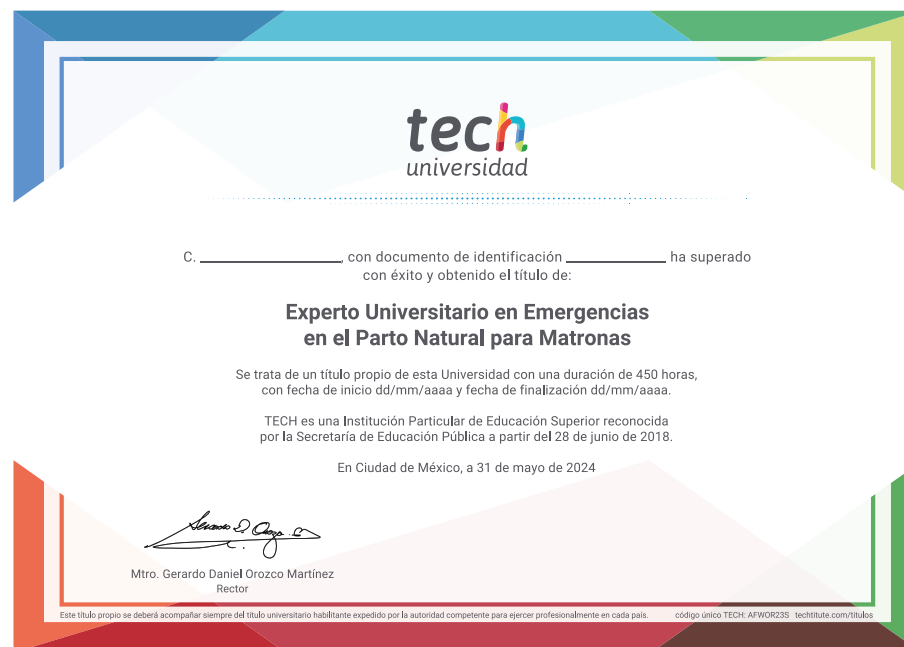 tech
universidad
C. ____________, con documento de identificación ____________ ha superado
con éxito y obtenido el título de:
Experto Universitario en Emergencias
en el Parto Natural para Matronas
Se trata de un título propio de esta Universidad con una duración de 450 horas,
con fecha de inicio dd/mm/aaaa y fecha de finalización dd/mm/aaaa.
TECH es una Institución Particular de Educación Superior reconocida
por la Secretaría de Educación Pública a partir del 28 de junio de 2018.
En Ciudad de México, a 31 de mayo de 2024
Mtro. Gerardo Daniel Orozco Martínez
Rector
Este título propio se deberá acompañar siempre del título universitario habilitante expedido por la autoridad competente para ejercer profesionalmente en cada país. código único TECH: AFWOR23S techtitute.com/titulos